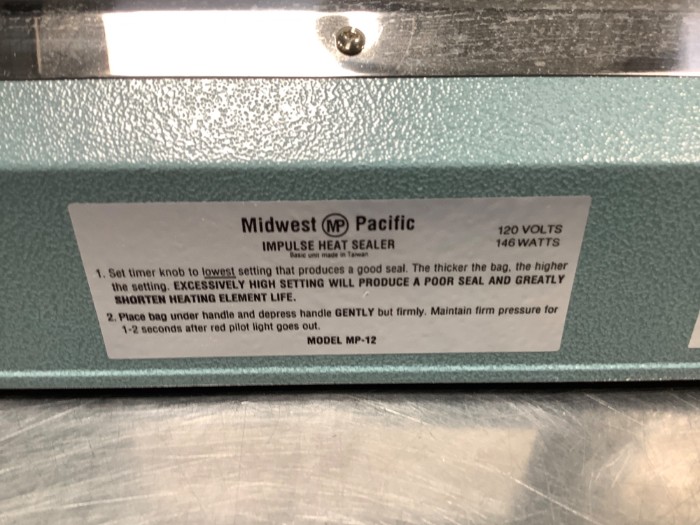 Midwest MP Pacific
120 VOLTS
IMPULSE HEAT SEALER
146 WATTS
Basic unit made in Taiwan
1. Set timer knob to lowest setting that produces a good seal. The thicker the bag, the higher
the setting. EXCESSIVELY HIGH SETTING WILL PRODUCE A POOR SEAL AND GREATLY
SHORTEN HEATING ELEMENT LIFE.
2. Place bag under handle and depress handle GENTLY but firmly. Maintain firm pressure for
1-2 seconds after red pilot light goes out.
MODEL MP-12